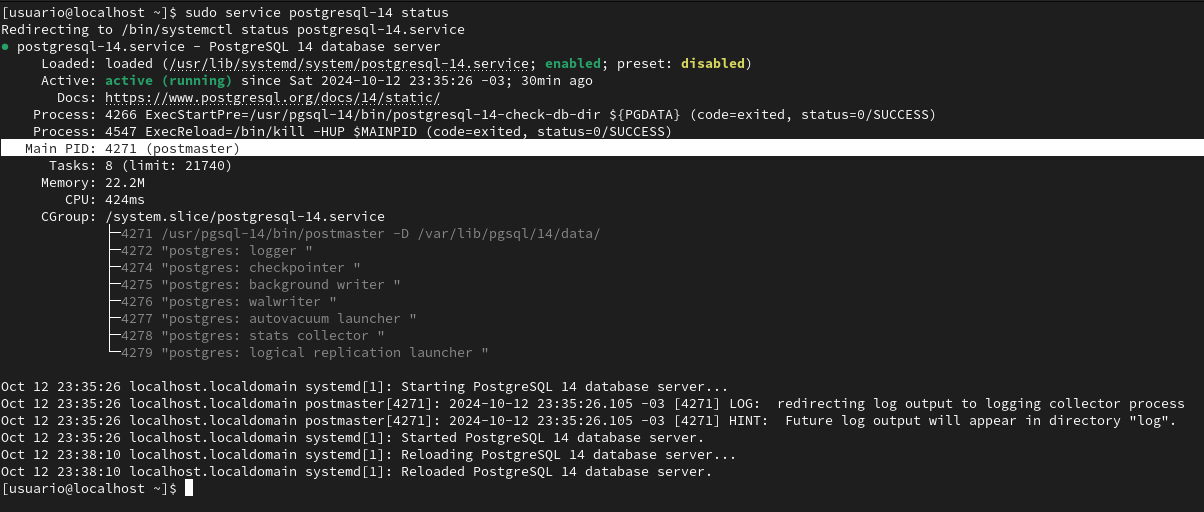 [usuario@localhost ~]$ sudo service postgresql-14 status
Redirecting to /bin/systemctl status postgresql-14.service
● postgresql-14.service - PostgreSQL 14 database server
     Loaded: loaded (/usr/lib/systemd/system/postgresql-14.service; enabled; preset: disabled)
     Active: active (running) since Sat 2024-10-12 23:35:26 -03; 30min ago
       Docs: https://www.postgresql.org/docs/14/static/
    Process: 4266 ExecStartPre=/usr/pgsql-14/bin/postgresql-14-check-db-dir ${PGDATA} (code=exited, status=0/SUCCESS)
    Process: 4547 ExecReload=/bin/kill -HUP $MAINPID (code=exited, status=0/SUCCESS)
   Main PID: 4271 (postmaster)
      Tasks: 8 (limit: 21740)
     Memory: 22.2M
        CPU: 424ms
     CGroup: /system.slice/postgresql-14.service
             ├─4271 /usr/pgsql-14/bin/postmaster -D /var/lib/pgsql/14/data/
             ├─4272 "postgres: logger "
             ├─4274 "postgres: checkpointer "
             ├─4275 "postgres: background writer "
             ├─4276 "postgres: walwriter "
             ├─4277 "postgres: autovacuum launcher "
             ├─4278 "postgres: stats collector "
             └─4279 "postgres: logical replication launcher "

Oct 12 23:35:26 localhost.localdomain systemd[1]: Starting PostgreSQL 14 database server...
Oct 12 23:35:26 localhost.localdomain postmaster[4271]: 2024-10-12 23:35:26.105 -03 [4271] LOG:  redirecting log output to logging collector process
Oct 12 23:35:26 localhost.localdomain postmaster[4271]: 2024-10-12 23:35:26.105 -03 [4271] HINT:  Future log output will appear in directory "log".
Oct 12 23:35:26 localhost.localdomain systemd[1]: Started PostgreSQL 14 database server.
Oct 12 23:38:10 localhost.localdomain systemd[1]: Reloading PostgreSQL 14 database server...
Oct 12 23:38:10 localhost.localdomain systemd[1]: Reloaded PostgreSQL 14 database server.
[usuario@localhost ~]$